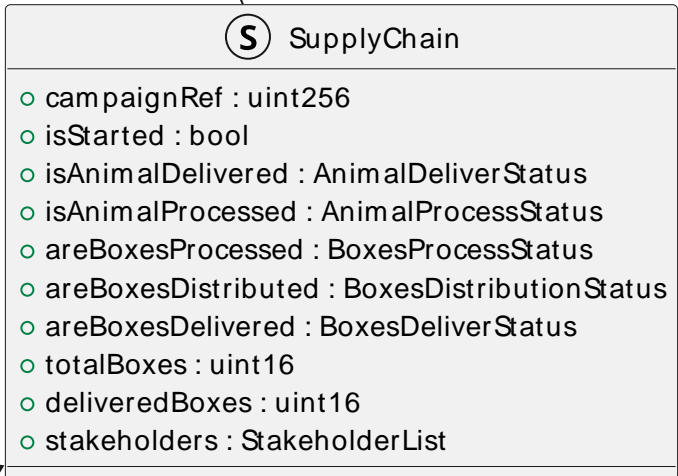 S SupplyChain
campaignRef : uint256
isStarted : bool
isAnimalDelivered : AnimalDeliverStatus
isAnimalProcessed : AnimalProcessStatus
areBoxesProcessed : BoxesProcessStatus
areBoxesDistributed : BoxesDistributionStatus
areBoxesDelivered : BoxesDeliverStatus
totalBoxes : uint16
deliveredBoxes : uint16
stakeholders : StakeholderList